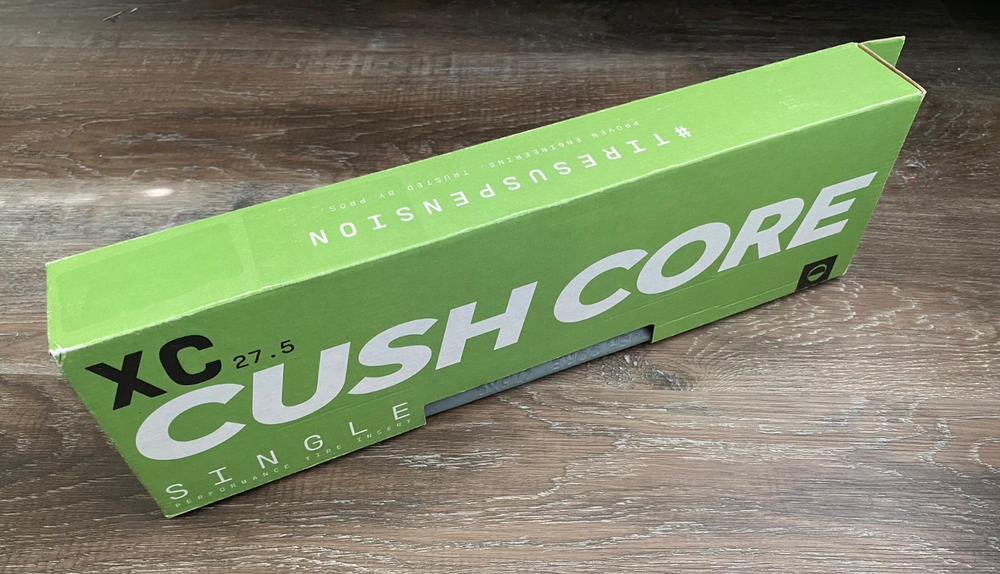 #TIRESUSPENSION
PROVEN ENGINEERING. TRUSTED BY PROS.
XC 27.5
CUSH CORE
SINGLE
PERFORMANCE TIRE INSERT